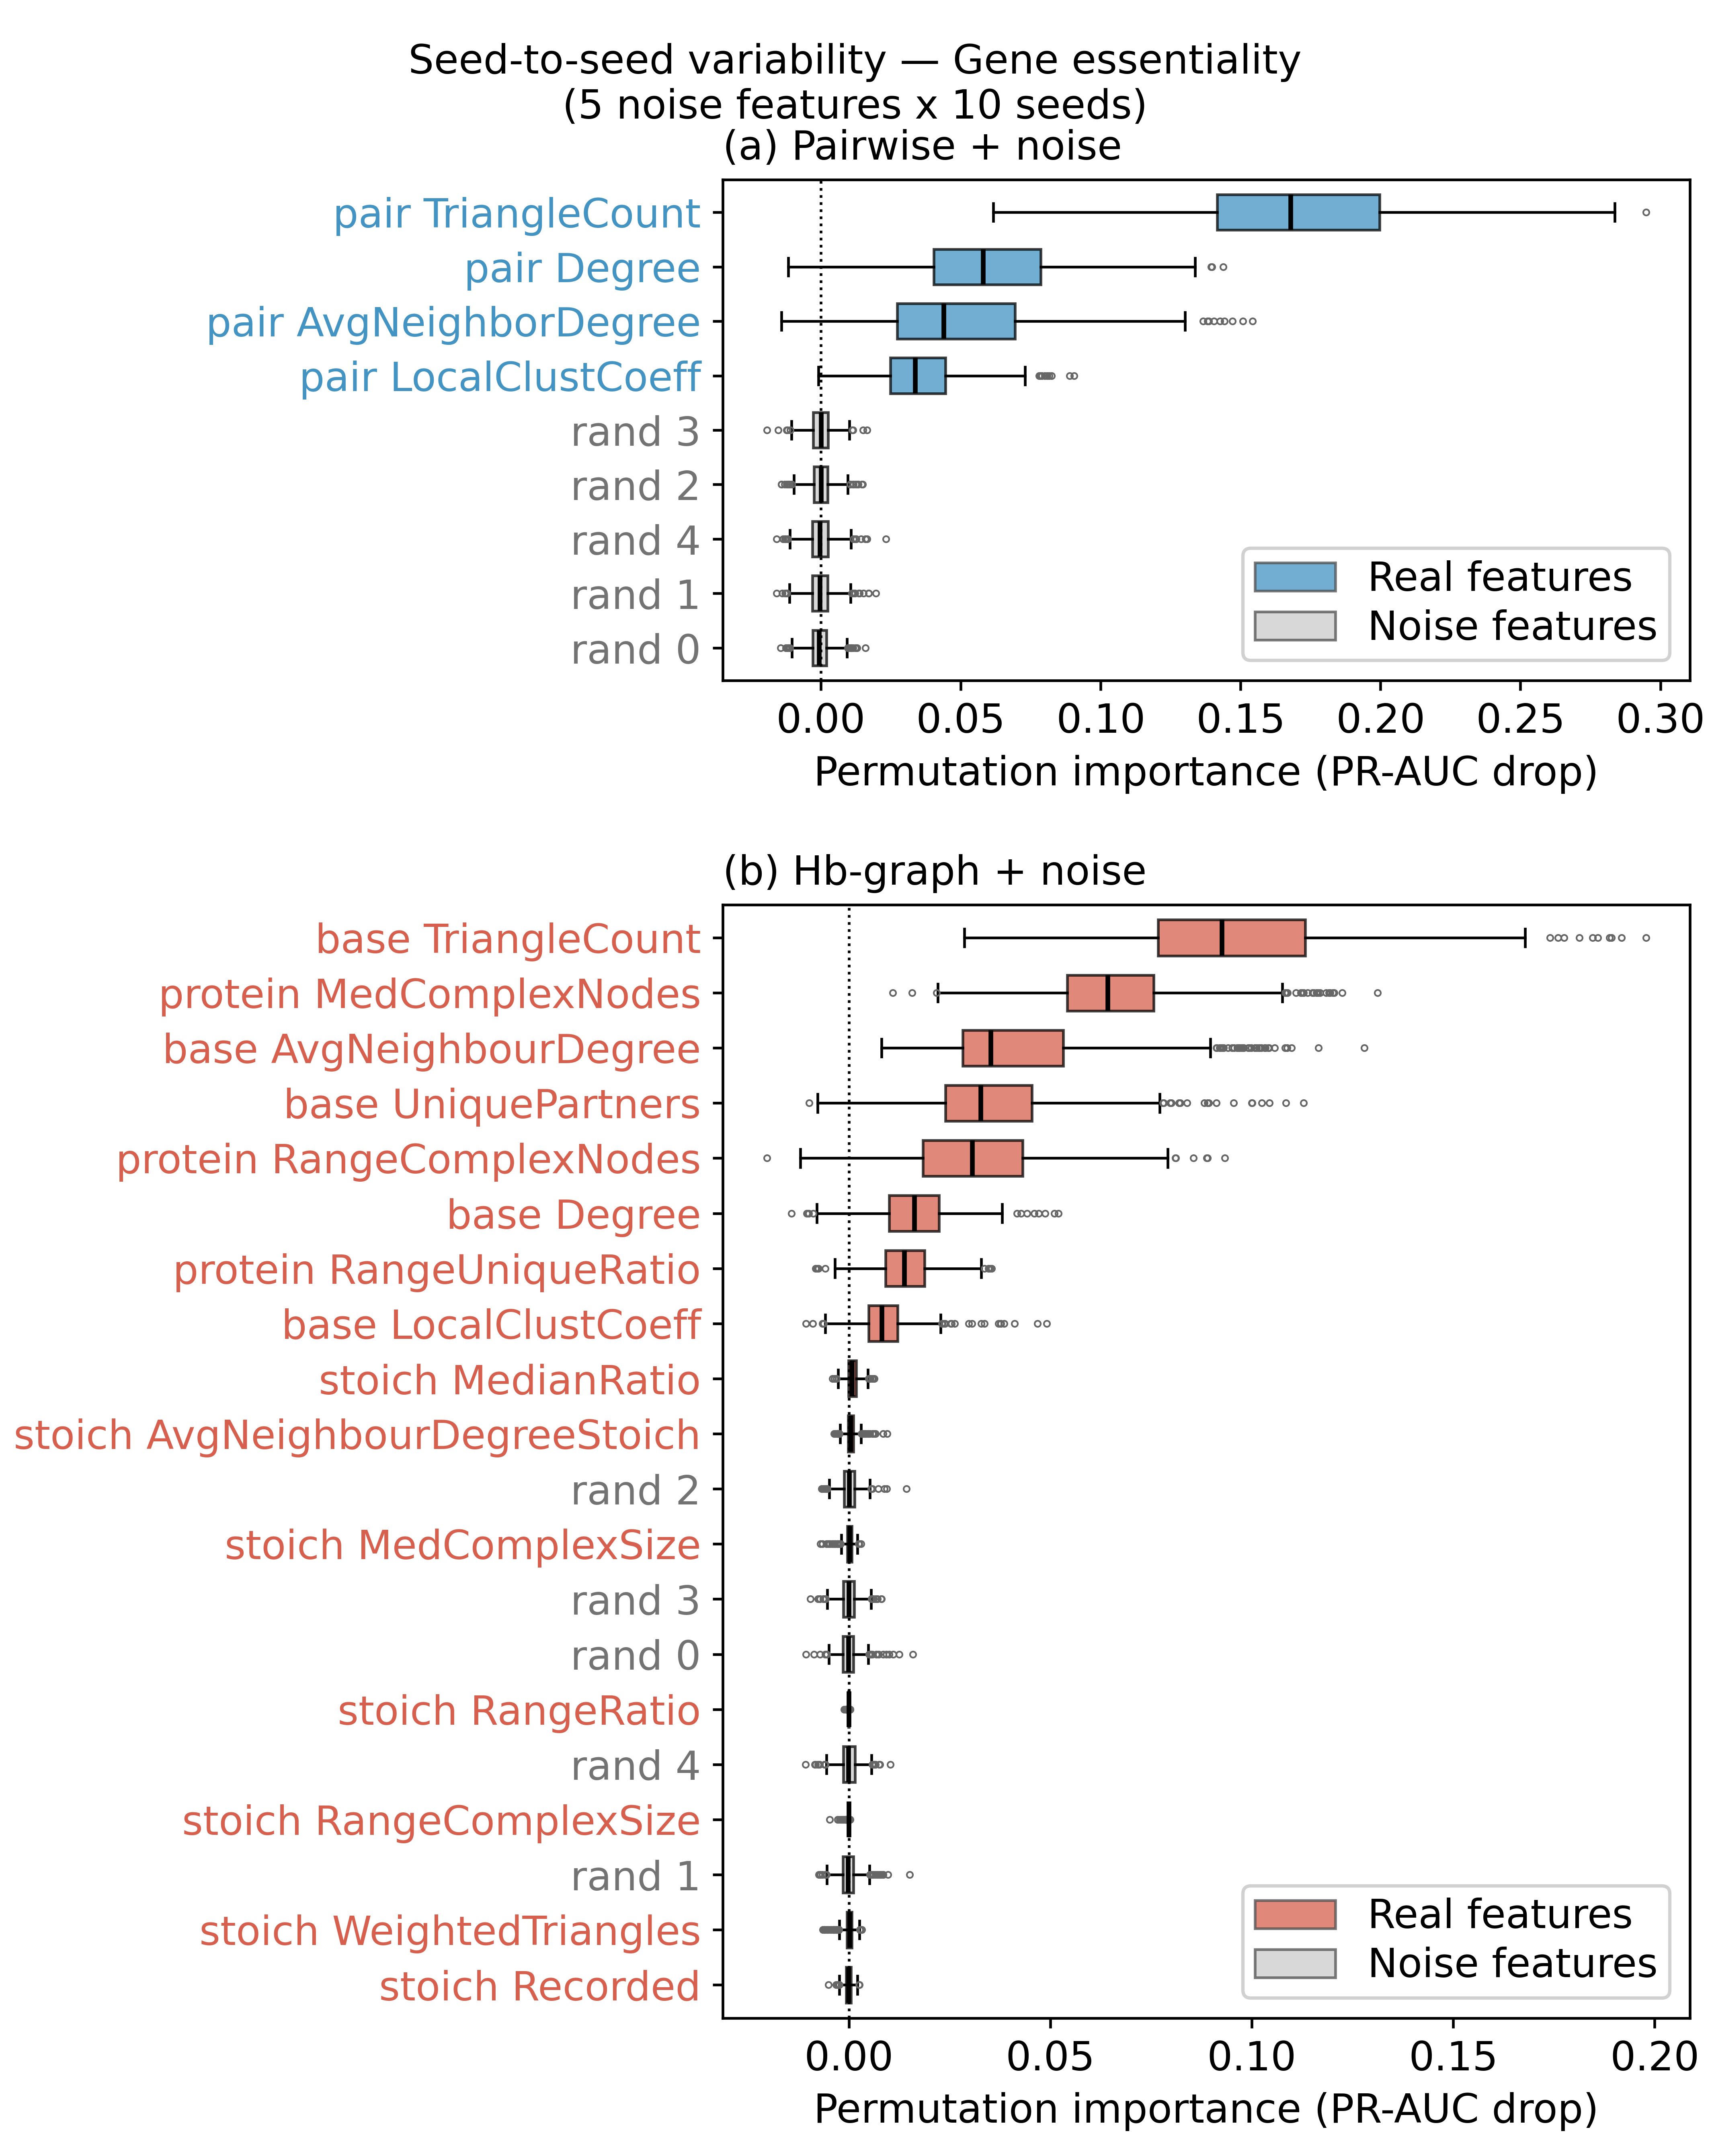 Seed-to-seed variability — Gene essentiality
(5 noise features x 10 seeds)
(a) Pairwise + noise
pair TriangleCount
pair Degree
pair AvgNeighborDegree
pair LocalClustCoeff
rand 3
rand 2
rand 4
rand 1
rand 0
Real features
Noise features
0.00 0.05 0.10 0.15 0.20 0.25 0.30
Permutation importance (PR-AUC drop)
(b) Hb-graph + noise
base TriangleCount
protein MedComplexNodes
base AvgNeighbourDegree
base UniquePartners
protein RangeComplexNodes
base Degree
protein RangeUniqueRatio
base LocalClustCoeff
stoich MedianRatio
stoich AvgNeighbourDegreeStoich
rand 2
stoich MedComplexSize
rand 3
rand 0
stoich RangeRatio
rand 4
stoich RangeComplexSize
rand 1
stoich WeightedTriangles
stoich Recorded
Real features
Noise features
0.00 0.05 0.10 0.15 0.20
Permutation importance (PR-AUC drop)